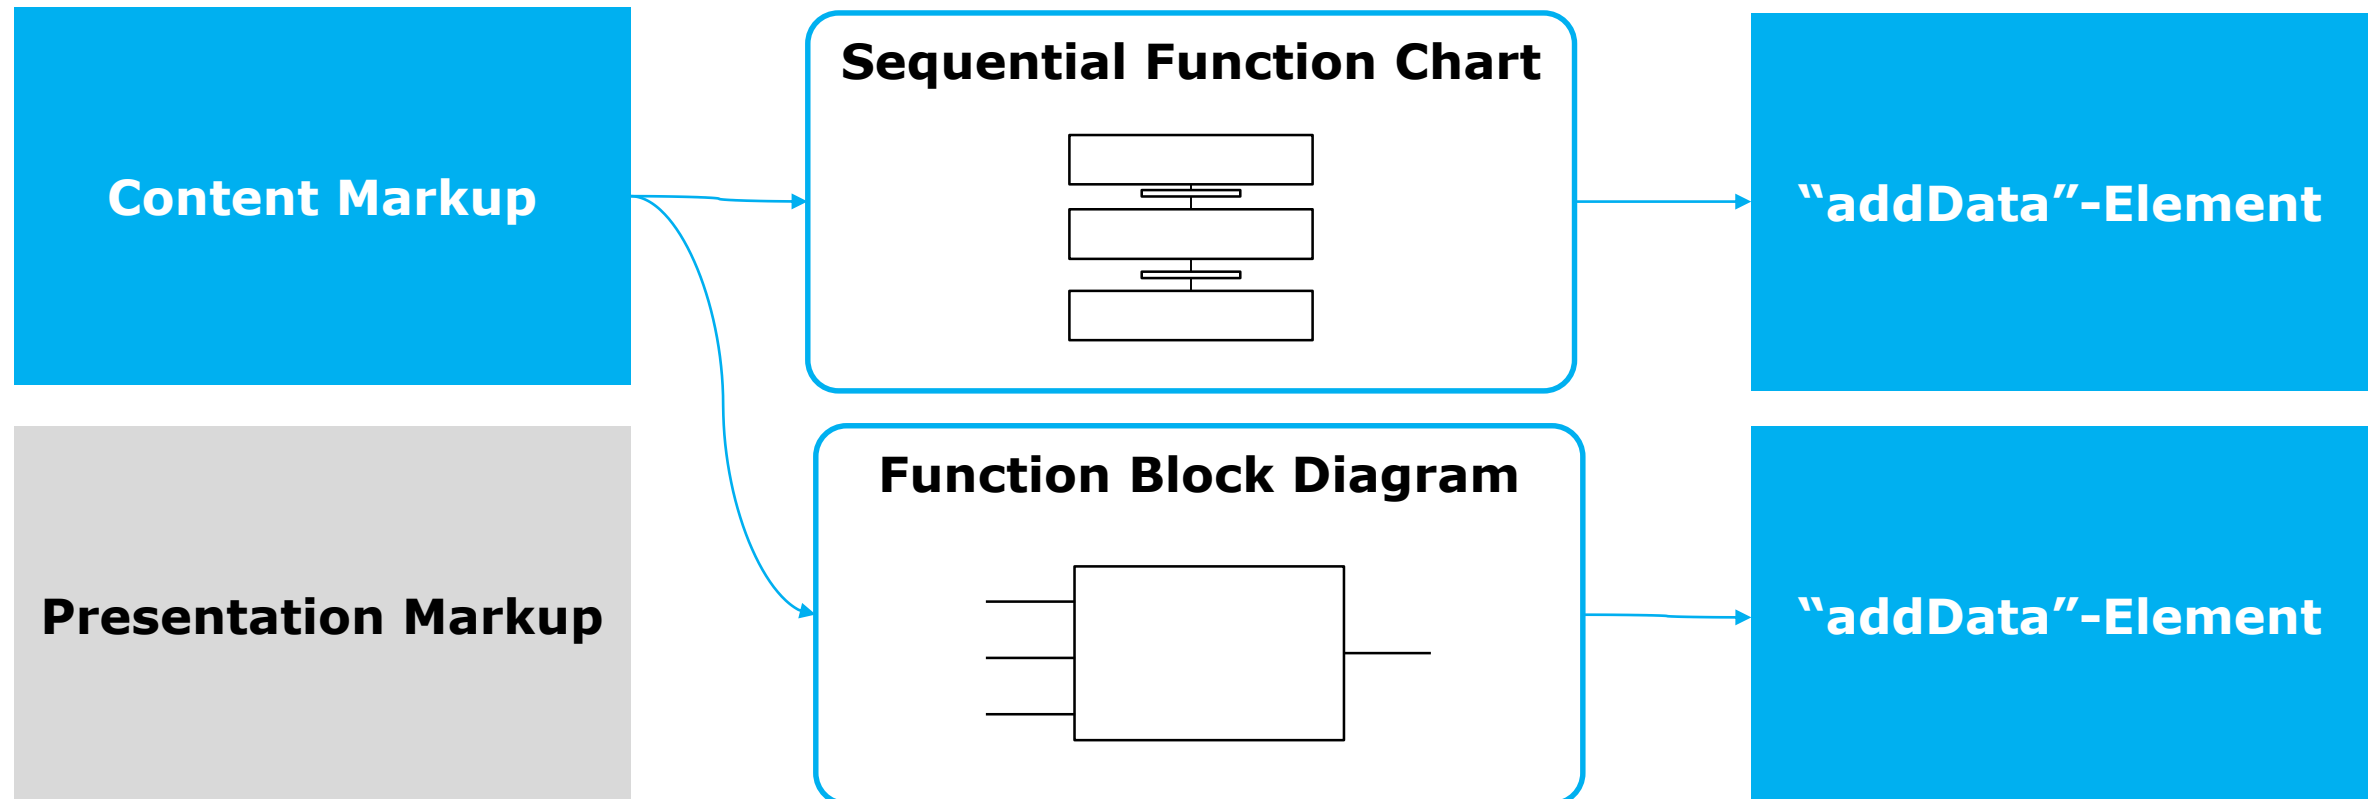 Content Markup
Sequential Function Chart
“addData”-Element
Presentation Markup
Function Block Diagram
“addData”-Element